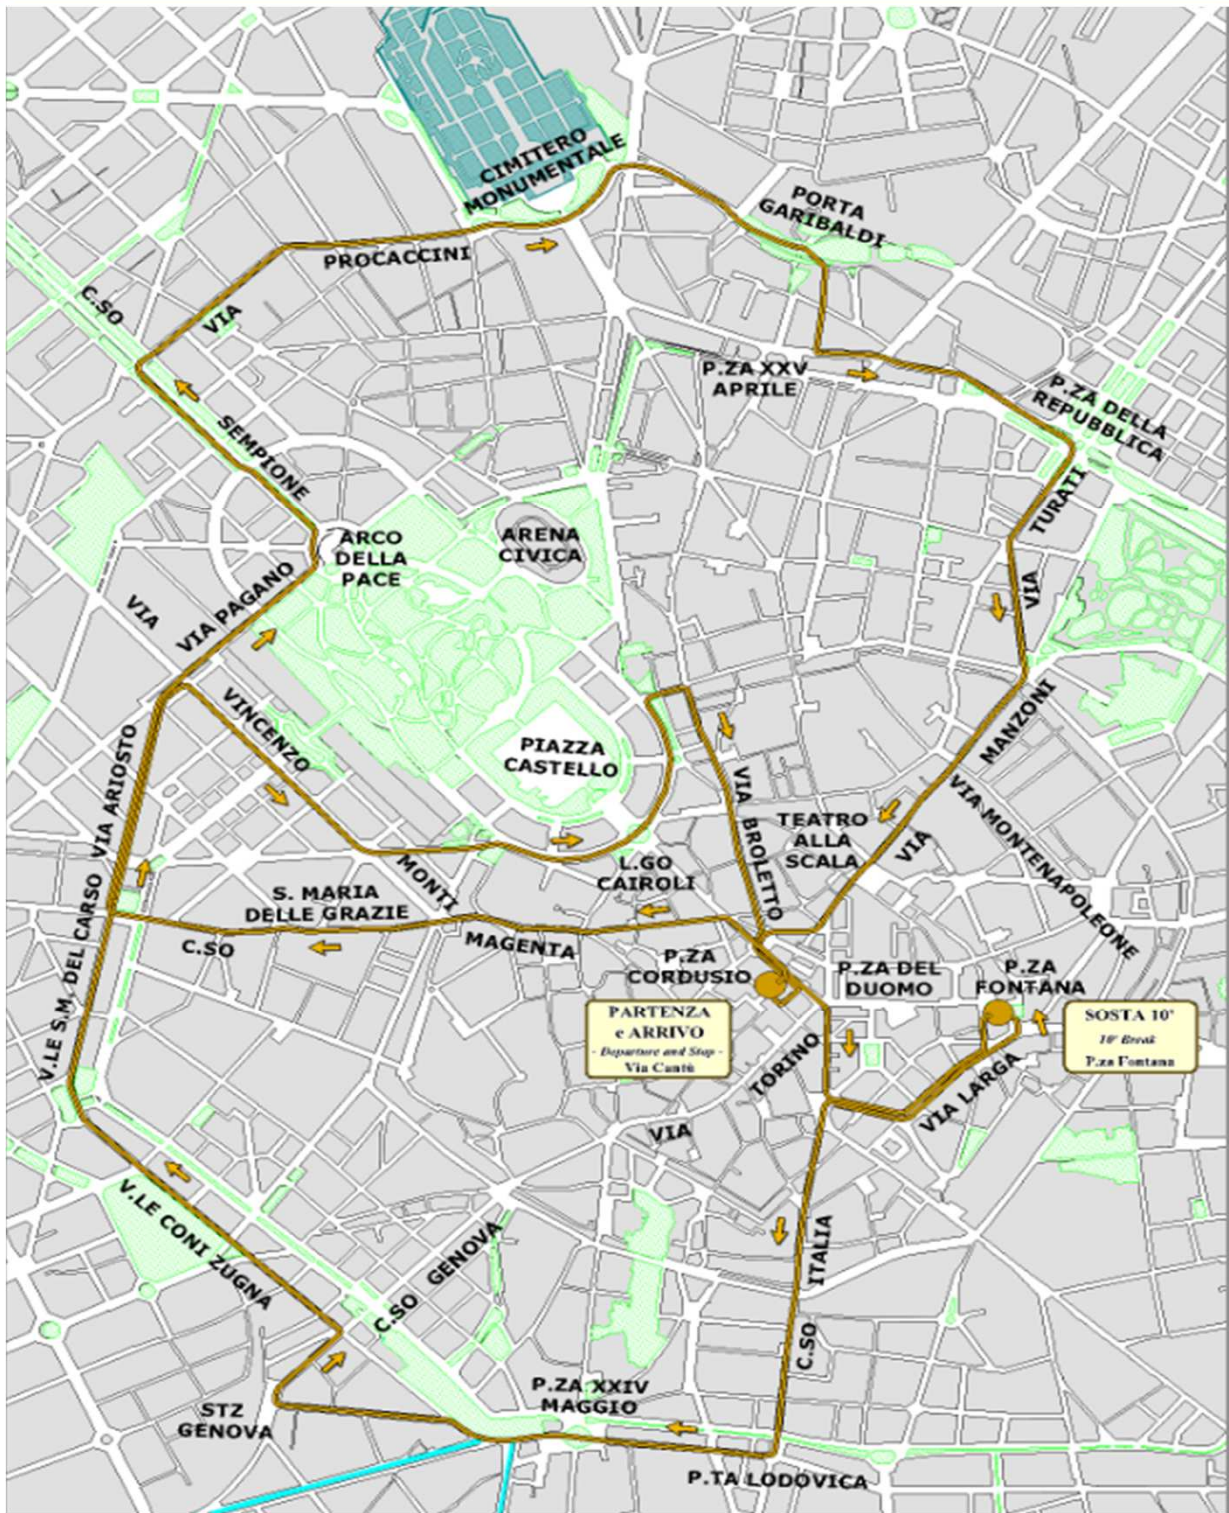 CIMITERO
MONUMENTALE
PORTA
GARIBALDI
PROCACCINI
C.SO
VIA
P.ZA XXV
APRILE
P.ZA DELLA
REPUBBLICA
SEMPIONE
TURATI
ARCO
DELLA
PACE
ARENA
CIVICA
VIA PAGANO
VIA
VIA
VINCENZO
MANZONI
PIAZZA
CASTELLO
VIA ARIOSTO
VIA BROLETTO
TEATRO
ALLA
SCALA
VIA
VIA MONTENAPOLEONE
L.GO
CAIROLI
MONTI
S. MARIA
DELLE GRAZIE
C.SO
MAGENTA
P.ZA
CORDUSIO
P.ZA DEL
DUOMO
P.ZA
FONTANA
V.LE S.M. DEL CARSO
PARTENZA
e ARRIVO
- Departure and Stop -
Via Cantù
SOSTA 10'
10' Break
P.za Fontana
TORINO
VIA LARGA
VIA
V.LE CONI ZUGNA
C.SO GENOVA
C.SO ITALIA
STZ
GENOVA
P.ZA XXIV
MAGGIO
P.TA LODOVICA